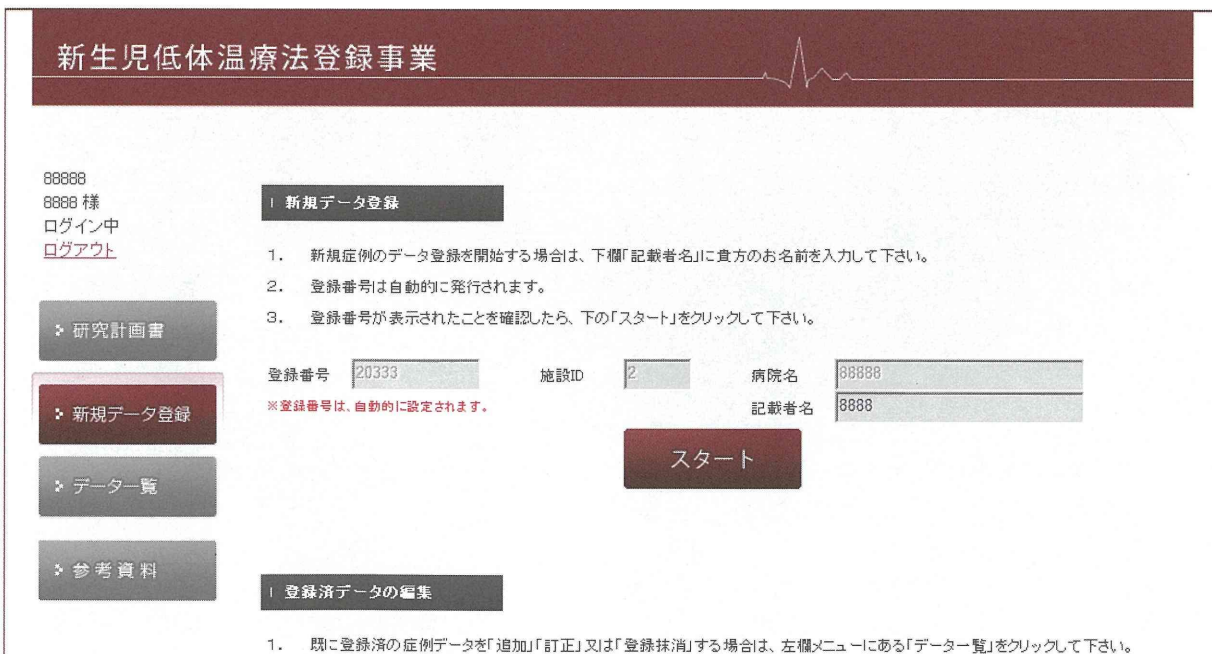 新生児低体温療法登録事業
88888
8888 様
ログイン中
ログアウト
研究計画書
新規データ登録
データ一覧
参考資料
新規データ登録
1. 新規症例のデータ登録を開始する場合は、下欄「記載者名」に貴方のお名前を入力して下さい。
2. 登録番号は自動的に発行されます。
3. 登録番号が表示されたことを確認したら、下の「スタート」をクリックして下さい。
登録番号 20333 施設ID 2 病院名 88888
※登録番号は、自動的に設定されます。 記載者名 8888
スタート
登録済データの編集
1. 既に登録済の症例データを「追加」「訂正」又は「登録抹消」する場合は、左欄メニューにある「データ一覧」をクリックして下さい。